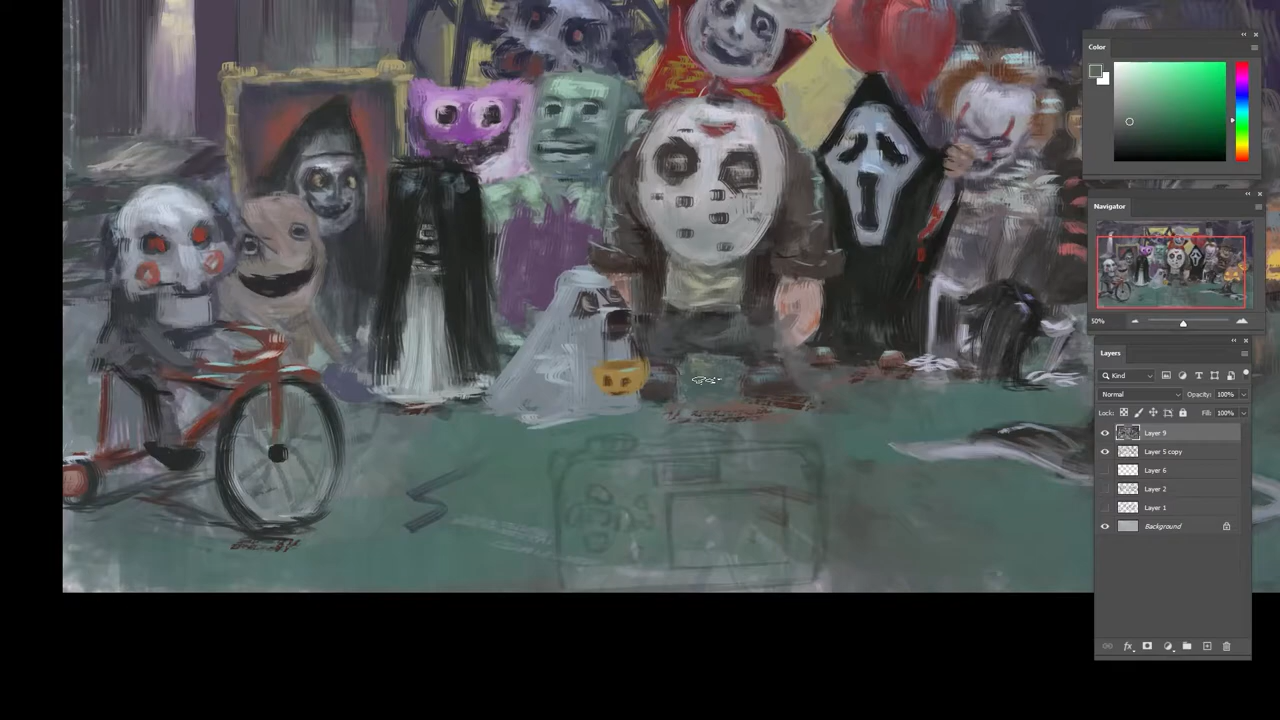 Color
Navigator
50%
Layers
Kind
Normal
Opacity: 100%
Lock:
Fill: 100%
Layer 9
Layer 5 copy
Layer 6
Layer 2
Layer 1
Background
fx